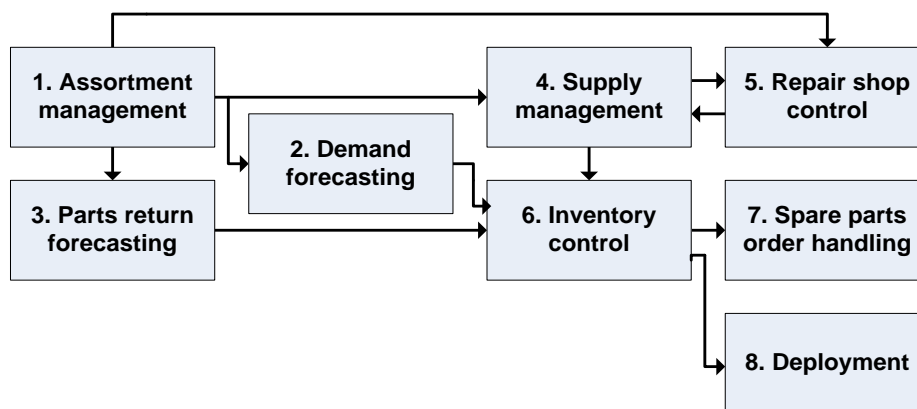 1. Assortment
management
2. Demand
forecasting
3. Parts return
forecasting
4. Supply
management
5. Repair shop
control
6. Inventory
control
7. Spare parts
order handling
8. Deployment